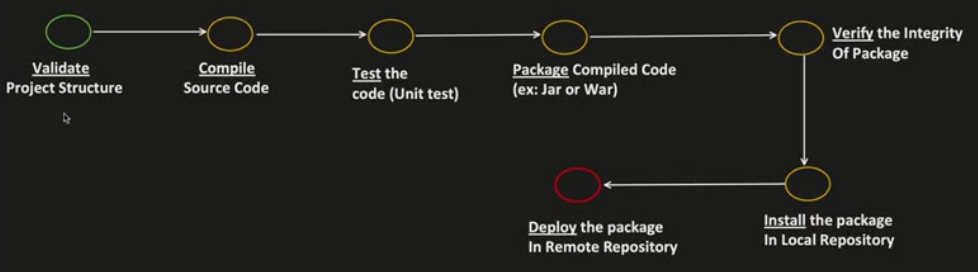 Validate
Project Structure
Compile
Source Code
Test the
code (Unit test)
Package Compiled Code
(ex: Jar or War)
Verify the Integrity
Of Package
Install the package
In Local Repository
Deploy the package
In Remote Repository